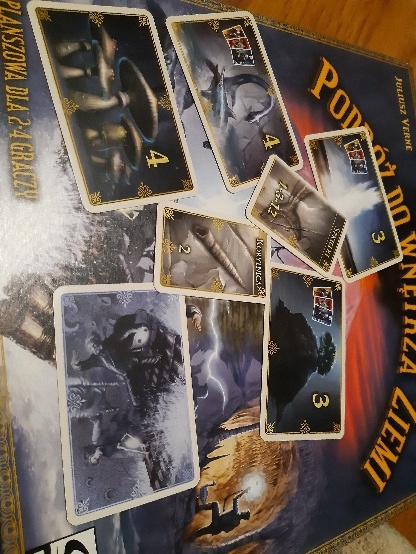 JULIUSZ VERNE
PODRÓŻ DO WNĘTRZA ZIEMI
PLANSZOWA DLA 2-4 GRACZY
4
4
3
2
3